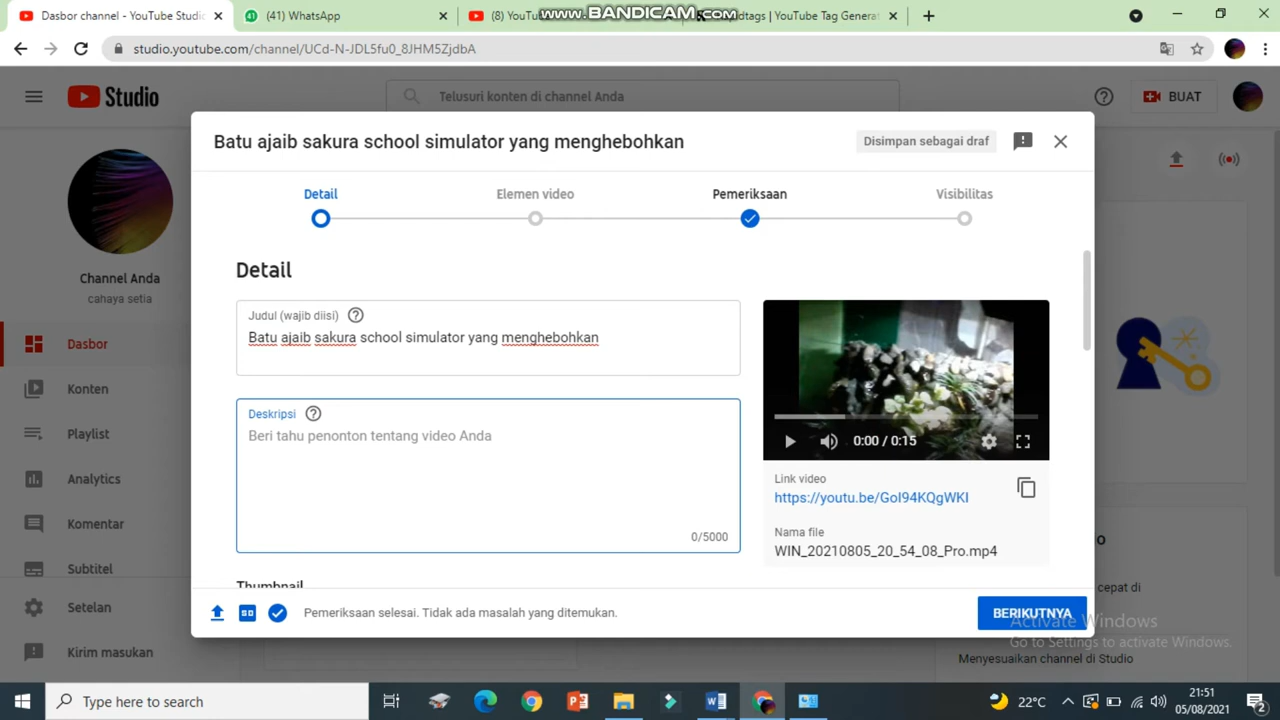 Dasbor channel - YouTube Studio
(41) WhatsApp
(8) YouTu
www.BANDICAM.com
dtags | YouTube Tag Generat
studio.youtube.com/channel/UCd-N-JDL5fu0_8JHM5ZjdbA
Studio
Telusuri konten di channel Anda
BUAT
Batu ajaib sakura school simulator yang menghebohkan
Disimpan sebagai draf
Detail
Elemen video
Pemeriksaan
Visibilitas
Channel Anda
cahaya setia
Dasbor
Konten
Playlist
Analytics
Komentar
Subtitel
Setelan
Kirim masukan
Detail
Judul (wajib diisi)
Batu ajaib sakura school simulator yang menghebohkan
Deskripsi
Beri tahu penonton tentang video Anda
0/5000
Thumbnail
0:00 / 0:15
Link video
https://youtu.be/GoI94KQgWKI
Nama file
WIN_20210805_20_54_08_Pro.mp4
SD
Pemeriksaan selesai. Tidak ada masalah yang ditemukan.
BERIKUTNYA
cepat di
Activate Windows
Go to Settings to activate Windows.
Menyesuaikan channel di Studio
Type here to search
22°C
21:51
05/08/2021
2